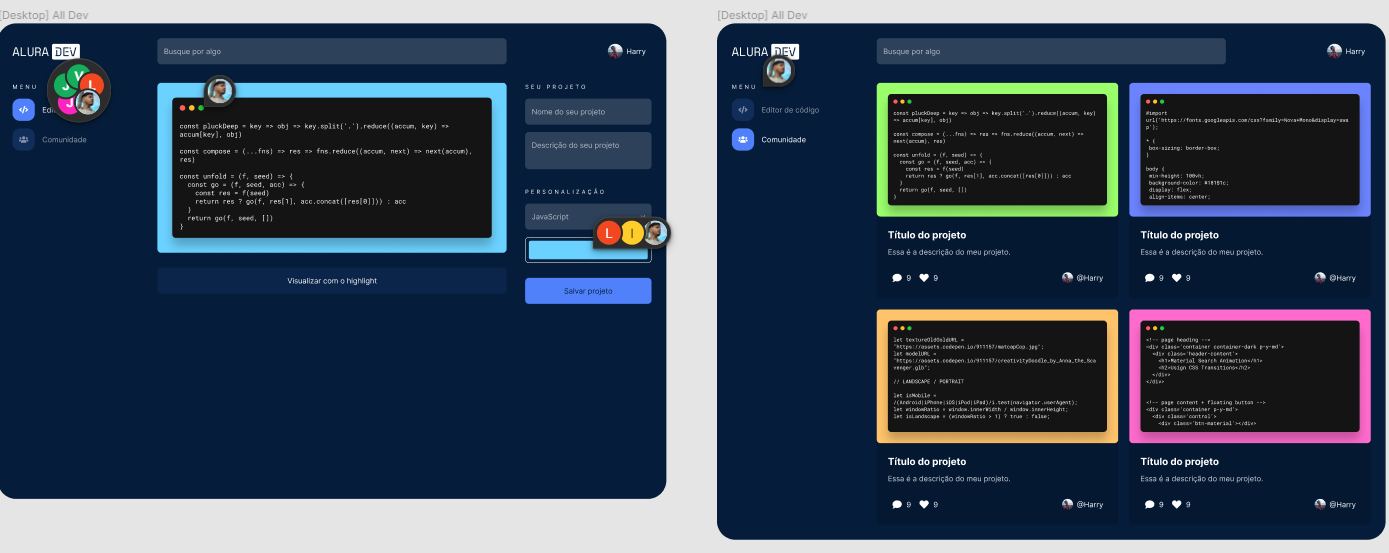 [Desktop] All Dev
ALURA DEV
Busque por algo
Harry
MENU
Comunidade
const pluckDeep = key => obj => key.split('.').reduce((accum, key) =>
accum[key], obj)
const compose = (...fns) => res => fns.reduce((accum, next) => next(accum),
res)
const unfold = (f, seed) => {
const go = (f, seed, acc) => {
const res = f(seed)
return res ? go(f, res[1], acc.concat([res[0]])) : acc
}
return go(f, seed, [])
}
Visualizar com o highlight
SEU PROJETO
Nome do seu projeto
Descrição do seu projeto
PERSONALIZAÇÃO
JavaScript
L I
Salvar projeto
[Desktop] All Dev
ALURA DEV
Busque por algo
Harry
MENU
Editor de código
Comunidade
const pluckDeep = key => obj => key.split('.').reduce((accum, key)
=> accum[key], obj)
const compose = (...fns) => res => fns.reduce((accum, next) =>
next(accum), res)
const unfold = (f, seed) => {
const go = (f, seed, acc) => {
const res = f(seed)
return res ? go(f, res[1], acc.concat([res[0]])) : acc
}
return go(f, seed, [])
}
Título do projeto
Essa é a descrição do meu projeto.
9 9 @Harry
#import
url('https://fonts.googleapis.com/css?family=Nova+Mono&display=swa
p');
* {
box-sizing: border-box;
}
body {
min-height: 100vh;
background-color: #18181c;
display: flex;
align-items: center;
Título do projeto
Essa é a descrição do meu projeto.
9 9 @Harry
let textureOldGoldURL =
"https://assets.codepen.io/911157/matcapCop.jpg";
let modelURL =
"https://assets.codepen.io/911157/creativityDoodle_by_Anna_the_Sca
venger.glb";
// LANDSCAPE / PORTRAIT
let isMobile =
/(Android|iPhone|iOS|iPod|iPad)/i.test(navigator.userAgent);
let windowRatio = window.innerWidth / window.innerHeight;
let isLandscape = (windowRatio > 1) ? true : false;
Título do projeto
Essa é a descrição do meu projeto.
9 9 @Harry
<!-- page heading -->
<div class='container container-dark p-y-md'>
<div class='header-content'>
<h1>Material Search Animation</h1>
<h2>Usign CSS Transitions</h2>
</div>
</div>
<!-- page content + floating button -->
<div class='container p-y-md'>
<div class='control'>
<div class='btn-material'></div>
Título do projeto
Essa é a descrição do meu projeto.
9 9 @Harry